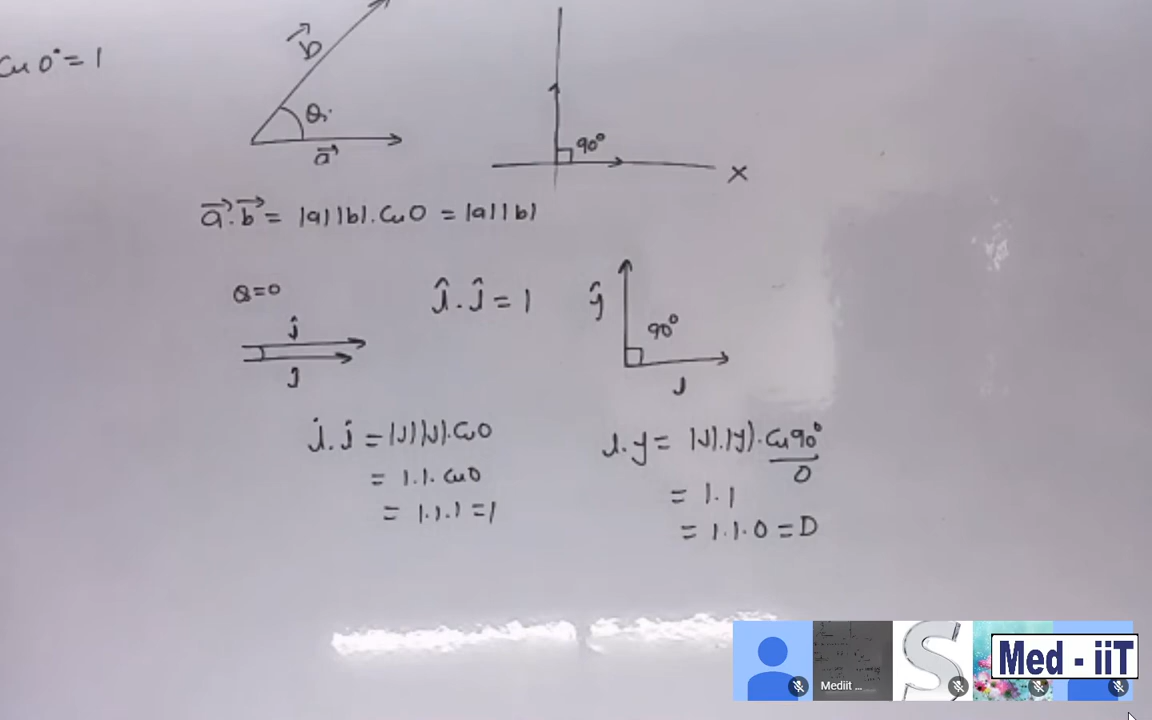 cos 0° = 1
b
θ
a
90°
X
a.b = |a||b|.cos 0 = |a||b|
θ=0
î.î = 1
ĵ
î
90°
î
î
j
i.i = |i||i|.cos 0
= 1.1.cos 0
= 1.1.1 = 1
i.j = |i|.|j|.cos 90°
0
= 1.1
= 1.1.0 = 0
Mediit ...
Med - iiT